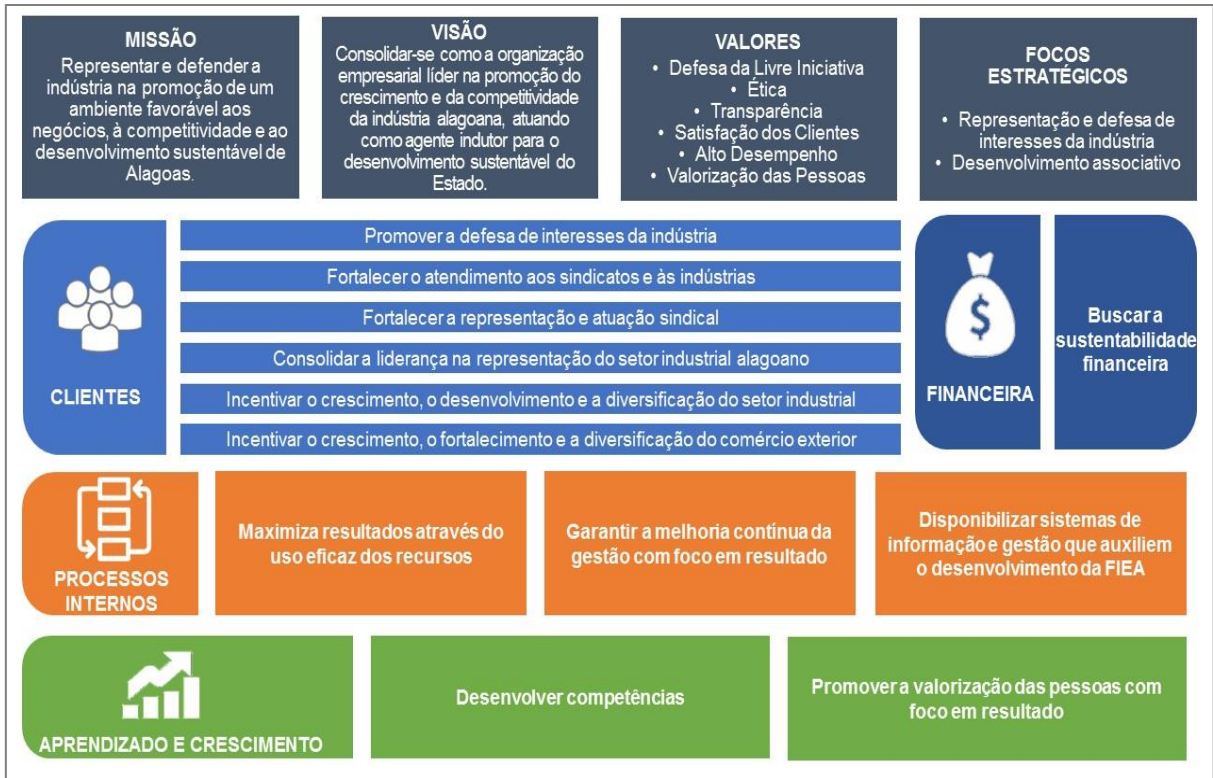 MISSÃO
Representar e defender a
indústria na promoção de um
ambiente favorável aos
negócios, à competitividade e ao
desenvolvimento sustentável de
Alagoas.
VISÃO
Consolidar-se como a organização
empresarial líder na promoção do
crescimento e da competitividade
da indústria alagoana, atuando
como agente indutor para o
desenvolvimento sustentável do
Estado.
VALORES
• Defesa da Livre Iniciativa
• Ética
• Transparência
• Satisfação dos Clientes
• Alto Desempenho
• Valorização das Pessoas
FOCOS
ESTRATÉGICOS
• Representação e defesa de
interesses da indústria
• Desenvolvimento associativo
CLIENTES
Promover a defesa de interesses da indústria
Fortalecer o atendimento aos sindicatos e às indústrias
Fortalecer a representação e atuação sindical
Consolidar a liderança na representação do setor industrial alagoano
Incentivar o crescimento, o desenvolvimento e a diversificação do setor industrial
Incentivar o crescimento, o fortalecimento e a diversificação do comércio exterior
$
FINANCEIRA
Buscar a
sustentabilidade
financeira
PROCESSOS
INTERNOS
Maximiza resultados através do
uso eficaz dos recursos
Garantir a melhoria contínua da
gestão com foco em resultado
Disponibilizar sistemas de
informação e gestão que auxiliem
o desenvolvimento da FIEA
APRENDIZADO E CRESCIMENTO
Desenvolver competências
Promover a valorização das pessoas com
foco em resultado